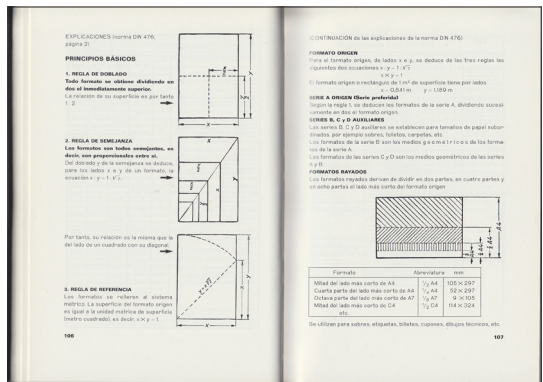 EXPLICACIONES (norma DIN 476,
página 2)
PRINCIPIOS BÁSICOS
1. REGLA DE DOBLADO
Todo formato se obtiene dividiendo en
dos el inmediatamente superior.
La relación de su superficie es por tanto
1 : 2.
2. REGLA DE SEMEJANZA
Los formatos son todos semejantes, es
decir, son proporcionales entre sí.
Del doblado y de la semejanza se deduce,
para los lados x e y de un formato, la
ecuación x : y = 1 : √2.
Por tanto, su relación es la misma que la
del lado de un cuadrado con su diagonal.
3. REGLA DE REFERENCIA
Los formatos se refieren al sistema
métrico. La superficie del formato origen
es igual a la unidad métrica de superficie
(metro cuadrado), es decir, x × y = 1.
106
x
y
x
y
x
y
(CONTINUACIÓN de las explicaciones de la norma DIN 476)
FORMATO ORIGEN
Para el formato origen, de lados x e y, se deduce de las tres reglas las
siguientes dos ecuaciones x : y = 1 : √2
x × y = 1
El formato origen o rectángulo de 1 m² de superficie tiene por lados
x = 0,841 m y = 1,189 m
SERIE A ORIGEN (Serie preferida)
Según la regla 1, se deducen los formatos de la serie A, dividiendo sucesi-
vamente en dos el formato origen.
SERIES B, C y D AUXILIARES
Las series B, C y D auxiliares se establecen para tamaños de papel subor-
dinados, por ejemplo sobres, folletos, carpetas, etc.
Los formatos de la serie B son los medios geométricos de los forma-
tos de la serie A.
Los formatos de las series C y D son los medios geométricos de las series
A y B.
FORMATOS RAYADOS
Los formatos rayados derivan de dividir en dos partes, en cuatro partes y
en ocho partes el lado más corto del formato origen
A4
Formato Abreviatura mm
Mitad del lado más corto de A4 1/2 A4 105 × 297
Cuarta parte del lado más corto de A4 1/4 A4 52 × 297
Octava parte del lado más corto de A7 1/8 A7 9 × 105
Mitad del lado más corto de C4 1/2 C4 114 × 324
etc.
Se utilizan para sobres, etiquetas, billetes, cupones, dibujos técnicos, etc.
107